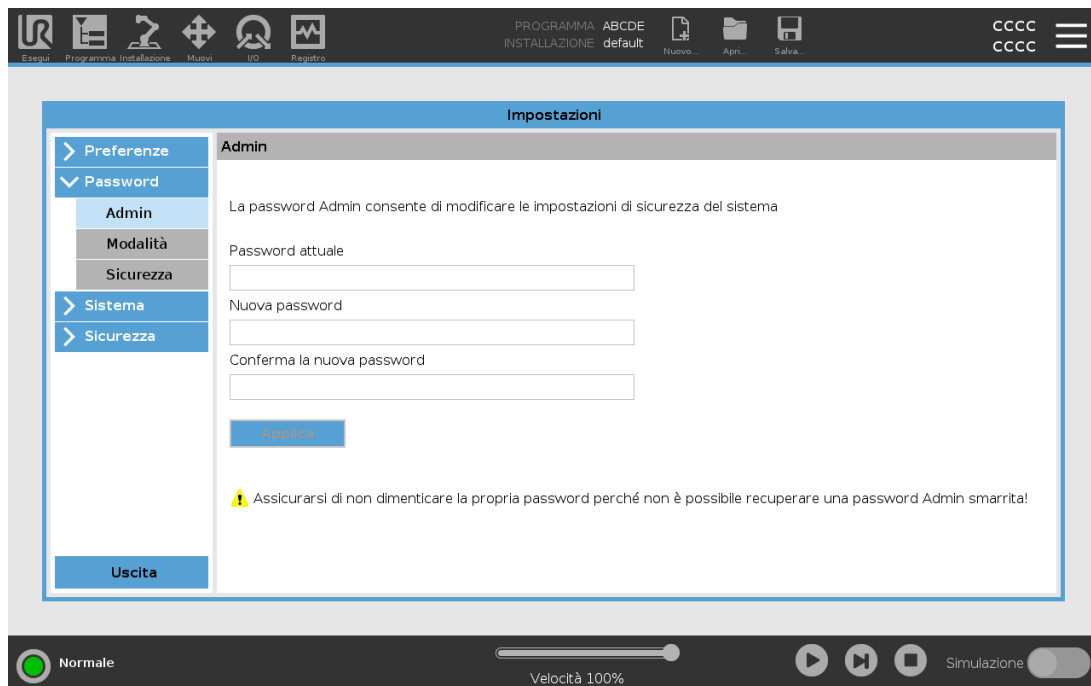 UR
PROGRAMMA ABCDE
INSTALLAZIONE default
CCCC
CCCC
Esegui Programma Installazione Muovi I/O Registro Nuovo... Apri... Salva...
Impostazioni
Preferenze
Password
Admin
Modalità
Sicurezza
Sistema
Sicurezza
Uscita
Admin
La password Admin consente di modificare le impostazioni di sicurezza del sistema
Password attuale
Nuova password
Conferma la nuova password
Applica
Assicurarsi di non dimenticare la propria password perché non è possibile recuperare una password Admin smarrita!
Normale
Velocità 100%
Simulazione